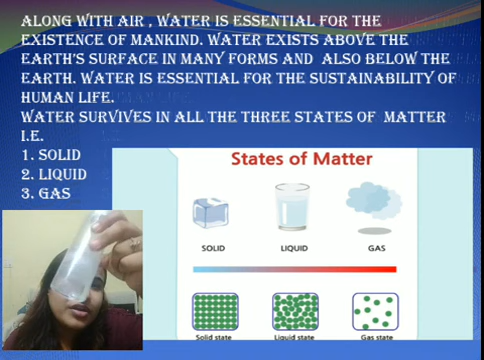 ALONG WITH AIR , WATER IS ESSENTIAL FOR THE
EXISTENCE OF MANKIND. WATER EXISTS ABOVE THE
EARTH'S SURFACE IN MANY FORMS AND ALSO BELOW THE
EARTH. WATER IS ESSENTIAL FOR THE SUSTAINABILITY OF
HUMAN LIFE.
WATER SURVIVES IN ALL THE THREE STATES OF MATTER
I.E.
1. SOLID
2. LIQUID
3. GAS
States of Matter
SOLID LIQUID GAS
Solid state Liquid state Gas state